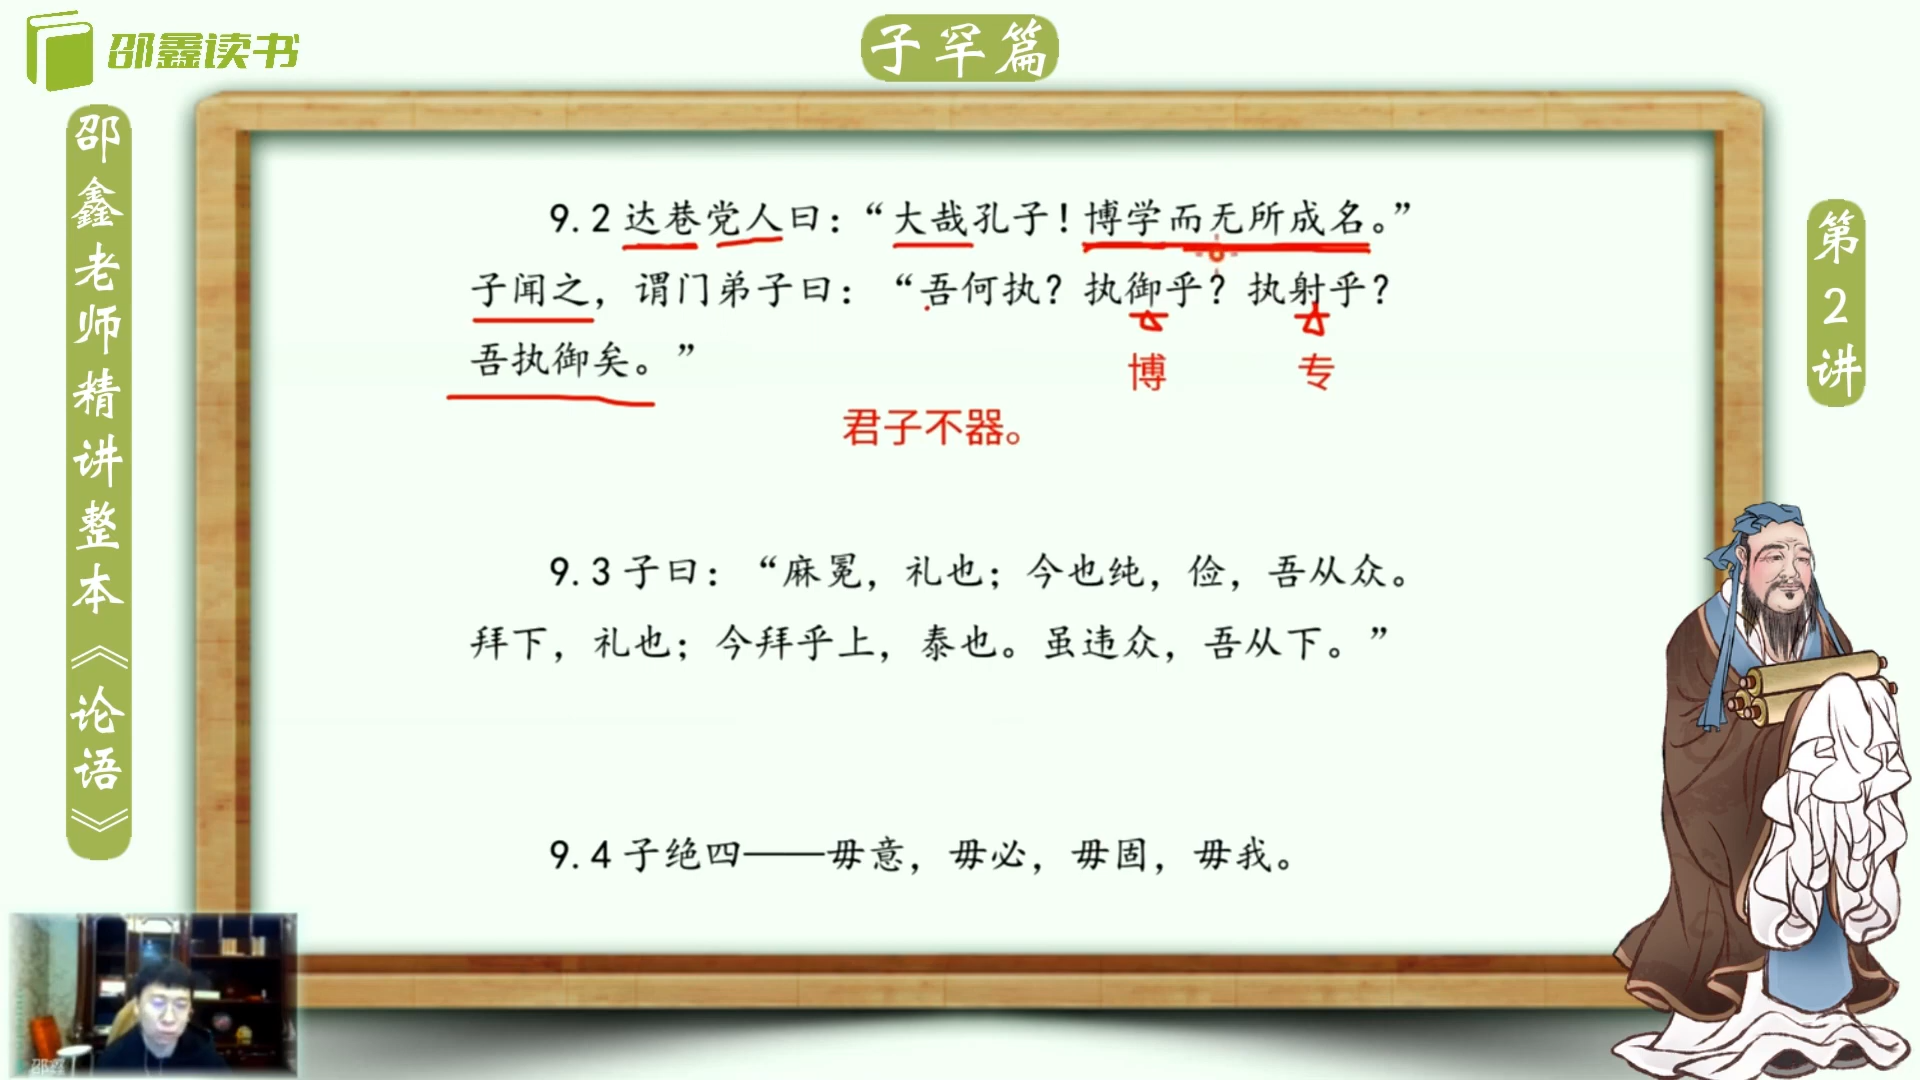 邵鑫读书
子罕篇
邵鑫老师精讲整本《论语》
第2讲
9.2 达巷党人曰：“大哉孔子！博学而无所成名。”
子闻之，谓门弟子曰：“吾何执？执御乎？执射乎？
吾执御矣。”
博 专
君子不器。
9.3 子曰：“麻冕，礼也；今也纯，俭，吾从众。
拜下，礼也；今拜乎上，泰也。虽违众，吾从下。”
9.4 子绝四——毋意，毋必，毋固，毋我。
邵鑫